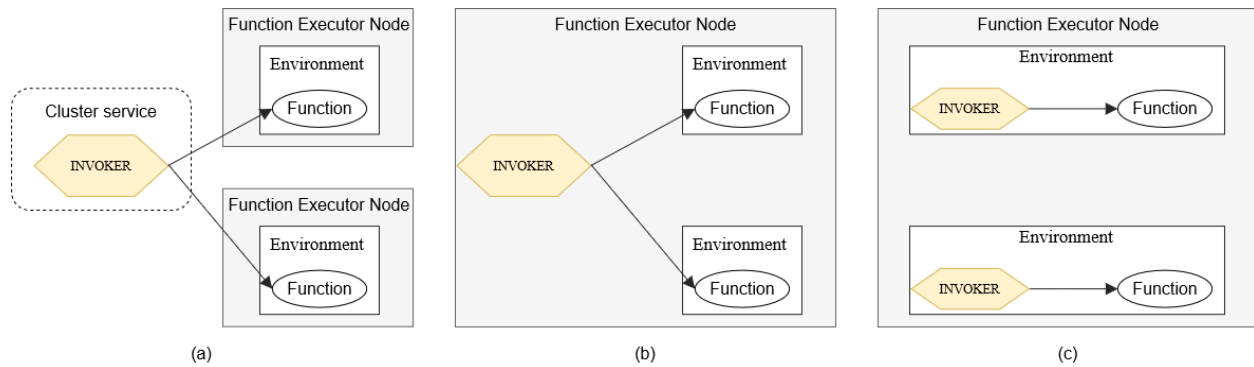 Function Executor Node
Environment
Function
Cluster service
INVOKER
Function Executor Node
Environment
Function
(a)
Function Executor Node
Environment
Function
INVOKER
Environment
Function
(b)
Function Executor Node
Environment
INVOKER
Function
Environment
INVOKER
Function
(c)